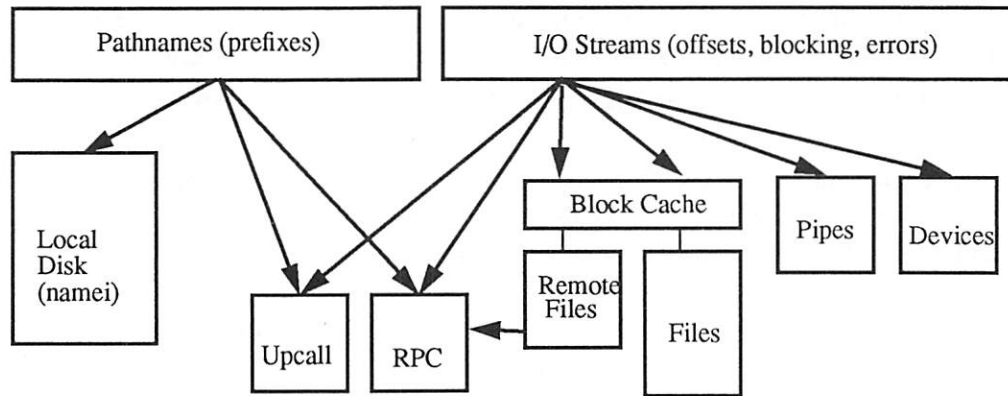 Pathnames (prefixes)
I/O Streams (offsets, blocking, errors)
Local
Disk
(namei)
Upcall
RPC
Block Cache
Remote
Files
Files
Pipes
Devices